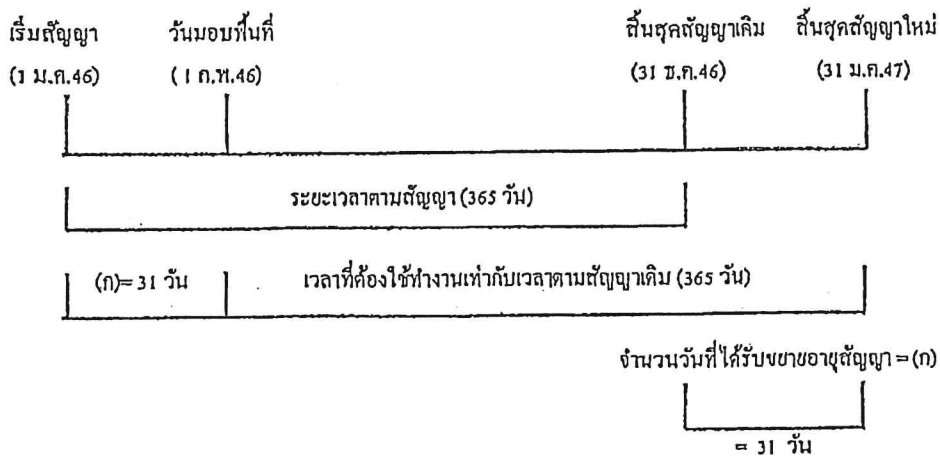 เริ่มสัญญา วันมอบพื้นที่ สิ้นสุดสัญญาเดิม สิ้นสุดสัญญาใหม่
(1 ม.ค.46) (1 ก.พ.46) (31 ธ.ค.46) (31 ม.ค.47)
ระยะเวลาตามสัญญา (365 วัน)
(ก)= 31 วัน เวลาที่ต้องใช้ทำงานเท่ากับเวลาตามสัญญาเดิม (365 วัน)
จำนวนวันที่ได้รับขยายอายุสัญญา = (ก)
= 31 วัน